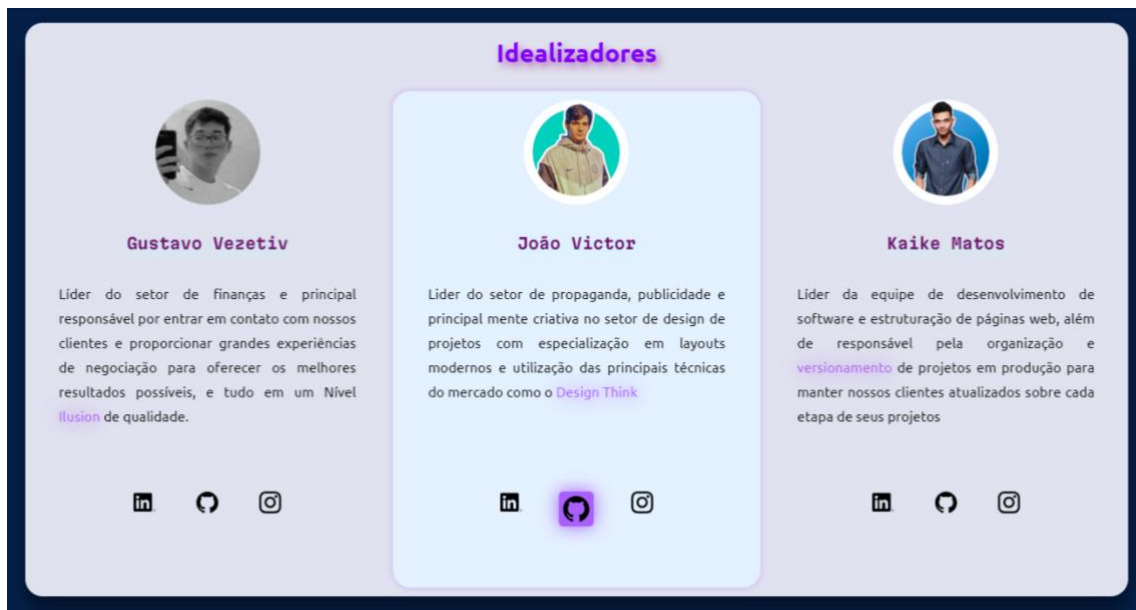 Idealizadores
Gustavo Vezetiv
Líder do setor de finanças e principal
responsável por entrar em contato com nossos
clientes e proporcionar grandes experiências
de negociação para oferecer os melhores
resultados possíveis, e tudo em um Nível
Ilusion de qualidade.
João Victor
Lider do setor de propaganda, publicidade e
principal mente criativa no setor de design de
projetos com especialização em layouts
modernos e utilização das principais técnicas
do mercado como o Design Think
Kaike Matos
Líder da equipe de desenvolvimento de
software e estruturação de páginas web, além
de responsável pela organização e
versionamento de projetos em produção para
manter nossos clientes atualizados sobre cada
etapa de seus projetos